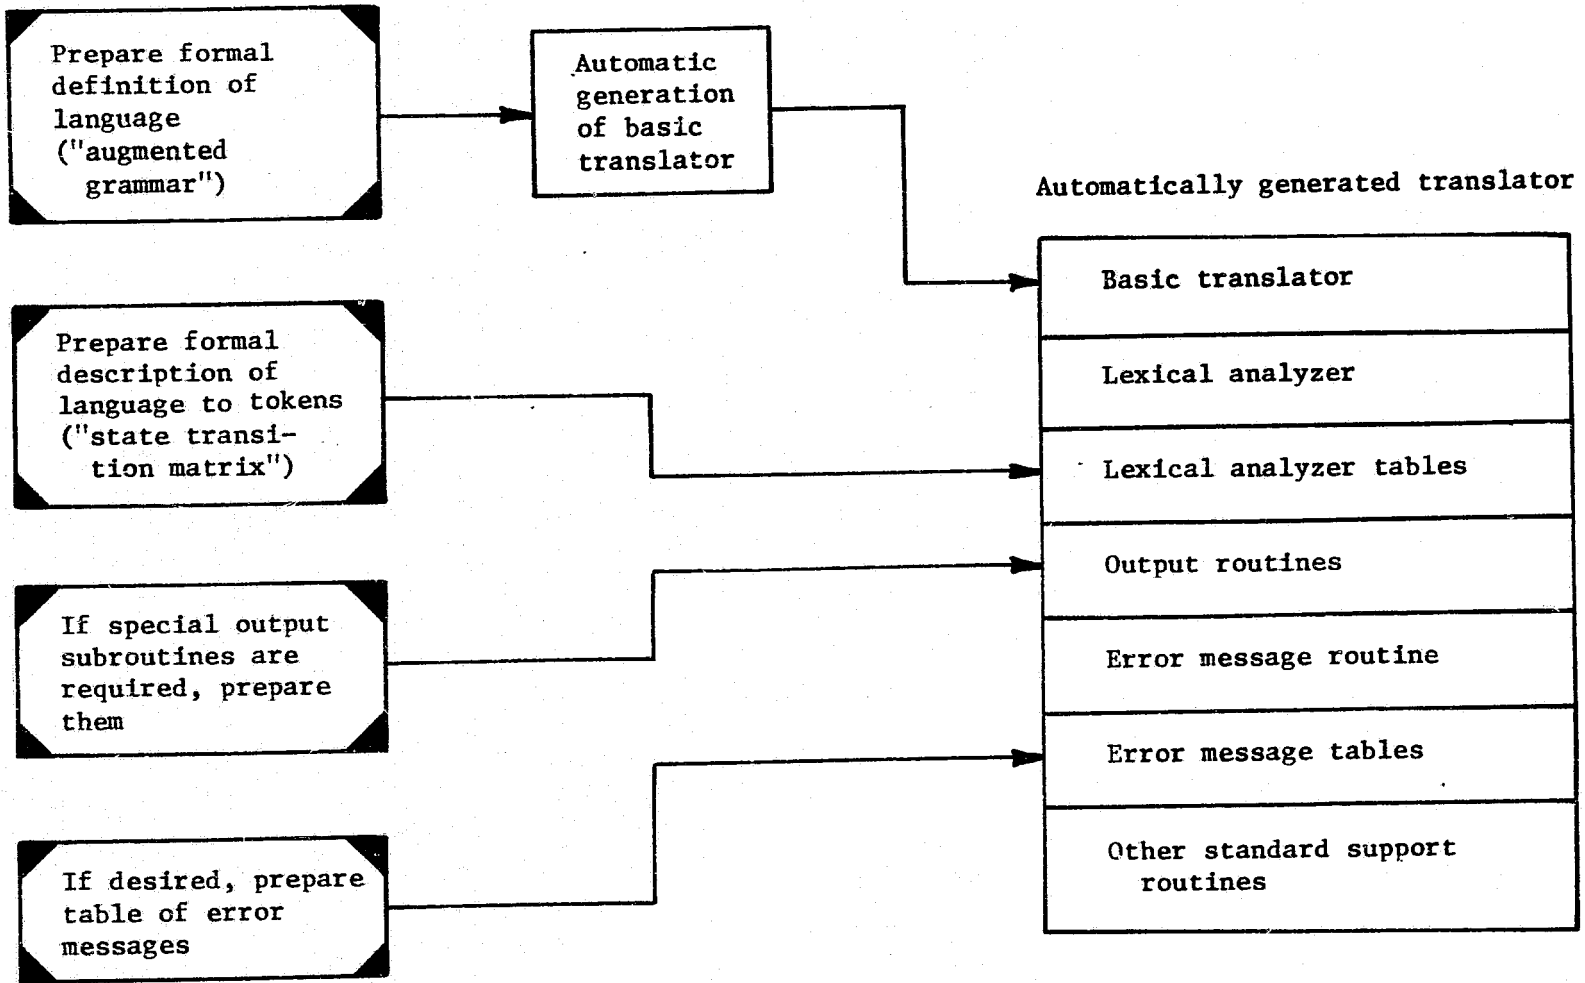 Prepare formal
definition of
language
("augmented
grammar")
Automatic
generation
of basic
translator
Automatically generated translator
Basic translator
Lexical analyzer
Lexical analyzer tables
Output routines
Error message routine
Error message tables
Other standard support
routines
Prepare formal
description of
language to tokens
("state transi-
tion matrix")
If special output
subroutines are
required, prepare
them
If desired, prepare
table of error
messages